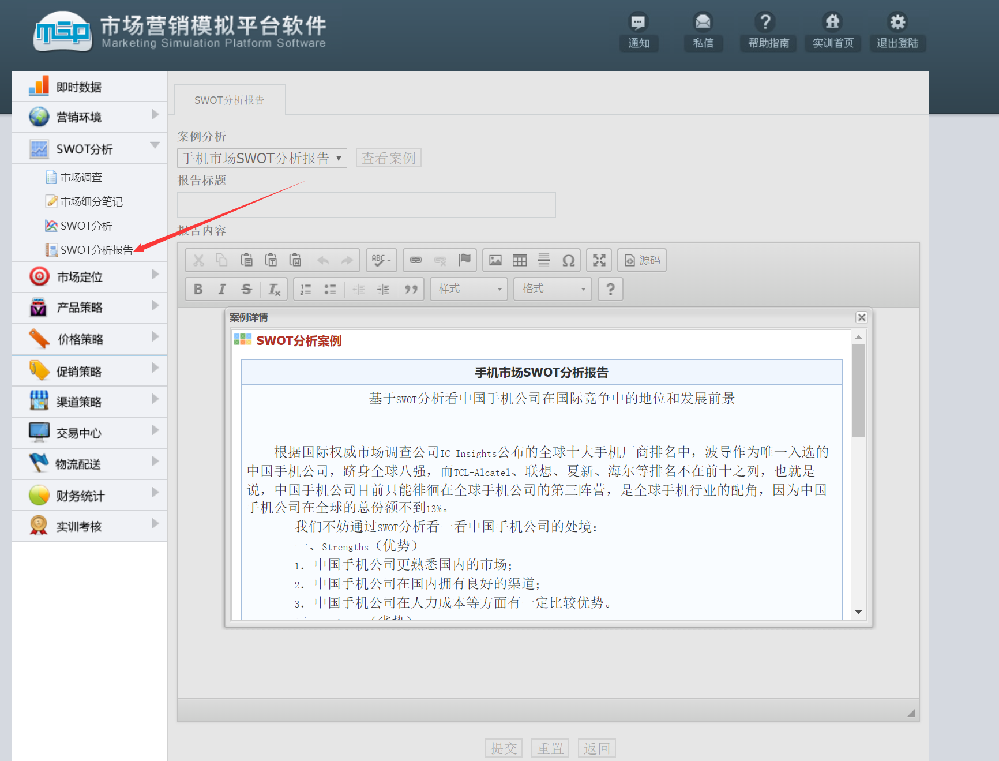 msp 市场营销模拟平台软件
Marketing Simulation Platform Software
通知 私信 帮助指南 实训首页 退出登陆
即时数据
营销环境
SWOT分析
市场调查
市场细分笔记
SWOT分析
SWOT分析报告
市场定位
产品策略
价格策略
促销策略
渠道策略
交易中心
物流配送
财务统计
实训考核
SWOT分析报告
案例分析
手机市场SWOT分析报告 查看案例
报告标题
报告内容
ABC 源码
B I S Tx 样式 格式 ?
案例详情
SWOT分析案例
手机市场SWOT分析报告
基于SWOT分析看中国手机公司在国际竞争中的地位和发展前景
根据国际权威市场调查公司IC Insights公布的全球十大手机厂商排名中，波导作为唯一入选的
中国手机公司，跻身全球八强，而TCL-Alcatel、联想、夏新、海尔等排名不在前十之列，也就是
说，中国手机公司目前只能徘徊在全球手机公司的第三阵营，是全球手机行业的配角，因为中国
手机公司在全球的总份额不到13%。
我们不妨通过SWOT分析看一看中国手机公司的处境：
一、Strengths（优势）
1. 中国手机公司更熟悉国内的市场；
2. 中国手机公司在国内拥有良好的渠道；
3. 中国手机公司在人力成本等方面有一定比较优势。
提交 重置 返回